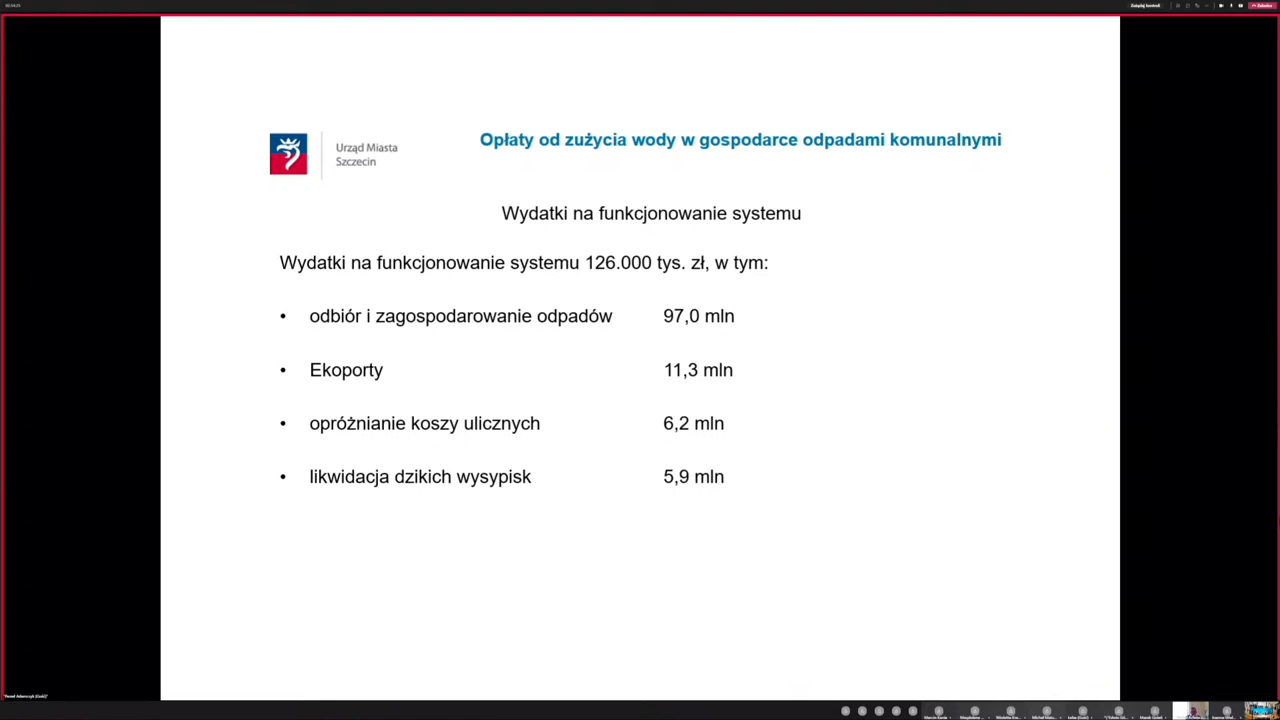 Zażądaj kontroli
Opłaty od zużycia wody w gospodarce odpadami komunalnymi
Urząd Miasta
Szczecin
Wydatki na funkcjonowanie systemu
Wydatki na funkcjonowanie systemu 126.000 tys. zł, w tym:
• odbiór i zagospodarowanie odpadów 97,0 mln
• Ekoporty 11,3 mln
• opróżnianie koszy ulicznych 6,2 mln
• likwidacja dzikich wysypisk 5,9 mln